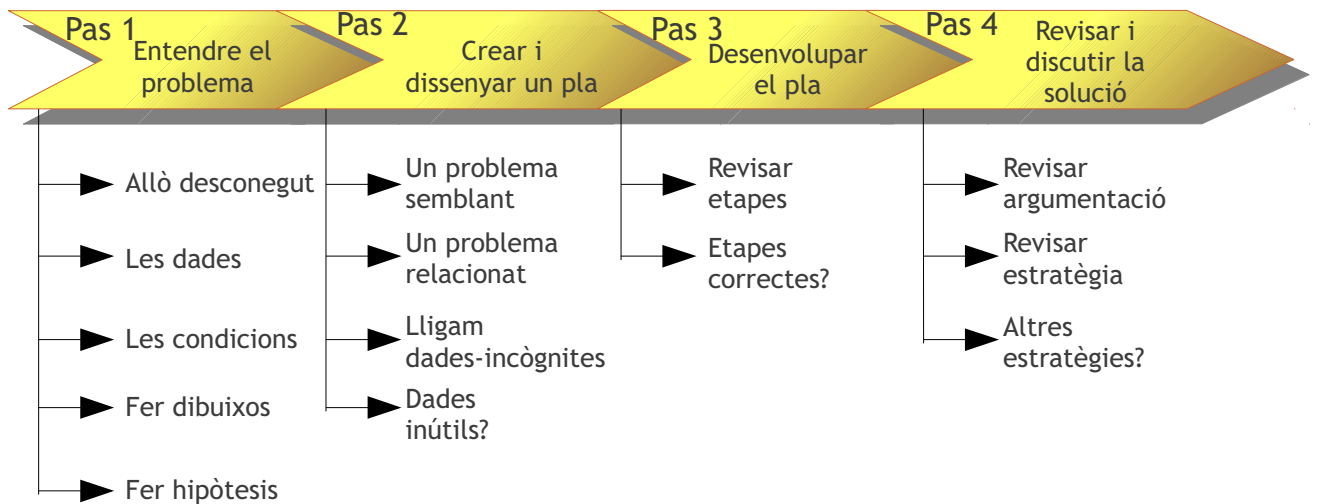 Pas 1
Entendre el
problema
Pas 2
Crear i
dissenyar un pla
Pas 3
Desenvolupar
el pla
Pas 4
Revisar i
discutir la
solució
Allò desconegut
Les dades
Les condicions
Fer dibuixos
Fer hipòtesis
Un problema
semblant
Un problema
relacionat
Lligam
dades-incògnites
Dades
inútils?
Revisar
etapes
Etapes
correctes?
Revisar
argumentació
Revisar
estratègia
Altres
estratègies?